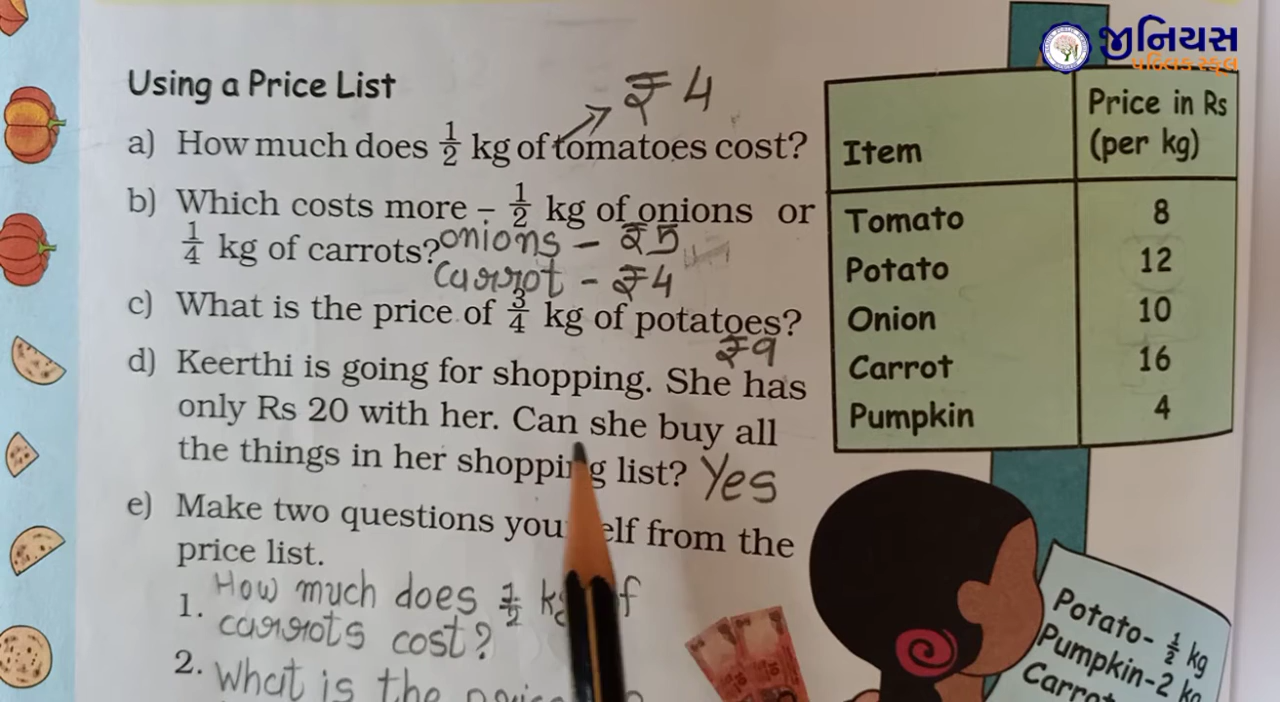 જીનિયસ
પબ્લિક સ્કૂલ
Using a Price List
₹4
a) How much does 1/2 kg of tomatoes cost?
b) Which costs more – 1/2 kg of onions or
1/4 kg of carrots? onions - ₹5
carrot - ₹4
c) What is the price of 3/4 kg of potatoes?
₹9
d) Keerthi is going for shopping. She has
only Rs 20 with her. Can she buy all
the things in her shopping list? Yes
e) Make two questions from the
price list.
1. How much does 1/2
carrots cost?
2. What is the
Item Price in Rs (per kg)
Tomato 8
Potato 12
Onion 10
Carrot 16
Pumpkin 4
Potato- 1/2 kg
Pumpkin-2